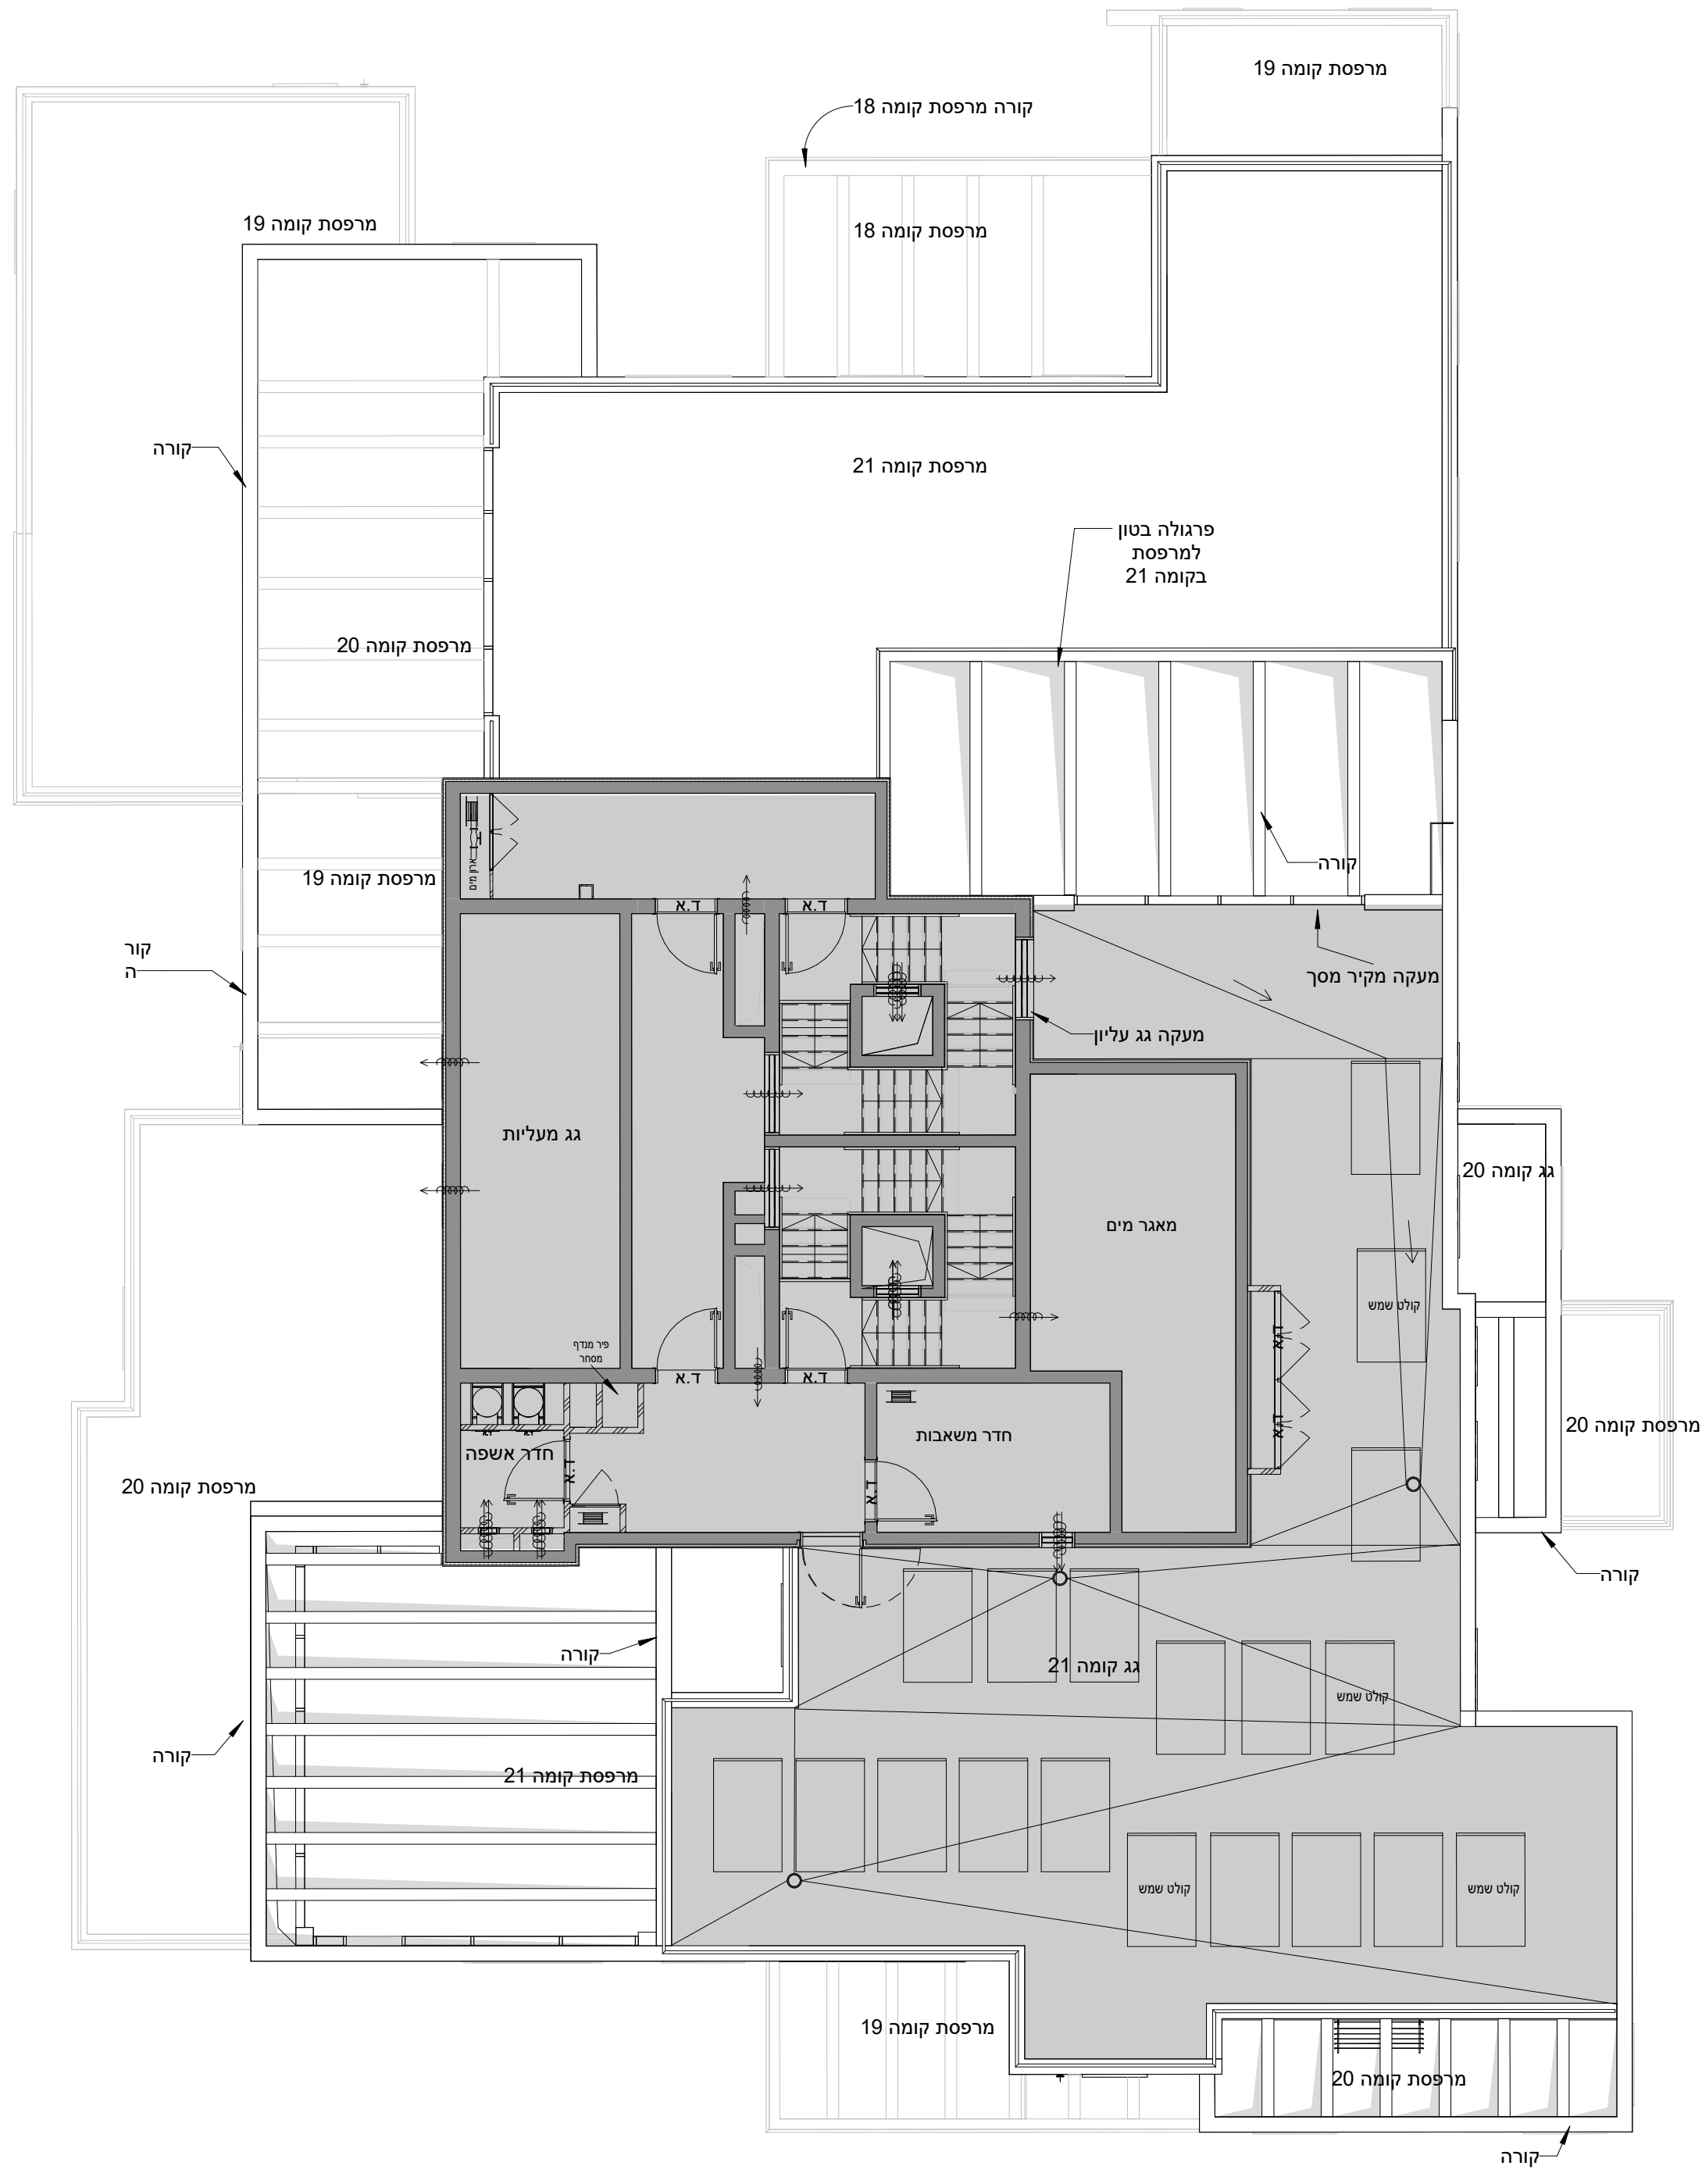 מרפסת קומה 19
קורה מרפסת קומה 18
מרפסת קומה 19
מרפסת קומה 18
קורה
מרפסת קומה 21
פרגולה בטון
למרפסת
בקומה 21
מרפסת קומה 20
קורה
ארון מים
מרפסת קומה 19
ד.א
ד.א
קור
ה
מעקה מקיר מסך
מעקה גג עליון
גג מעליות
גג קומה 20
מאגר מים
קולט שמש
ד.א
פיר מנדף
מסחר
ד.א
ד.א
ד.א
מרפסת קומה 20
חדר משאבות
ד.א
ד.א
חדר אשפה
ד.א
ד.א
מרפסת קומה 20
קורה
קורה
גג קומה 21
קולט שמש
קורה
מרפסת קומה 21
קולט שמש
קולט שמש
מרפסת קומה 19
מרפסת קומה 20
קורה